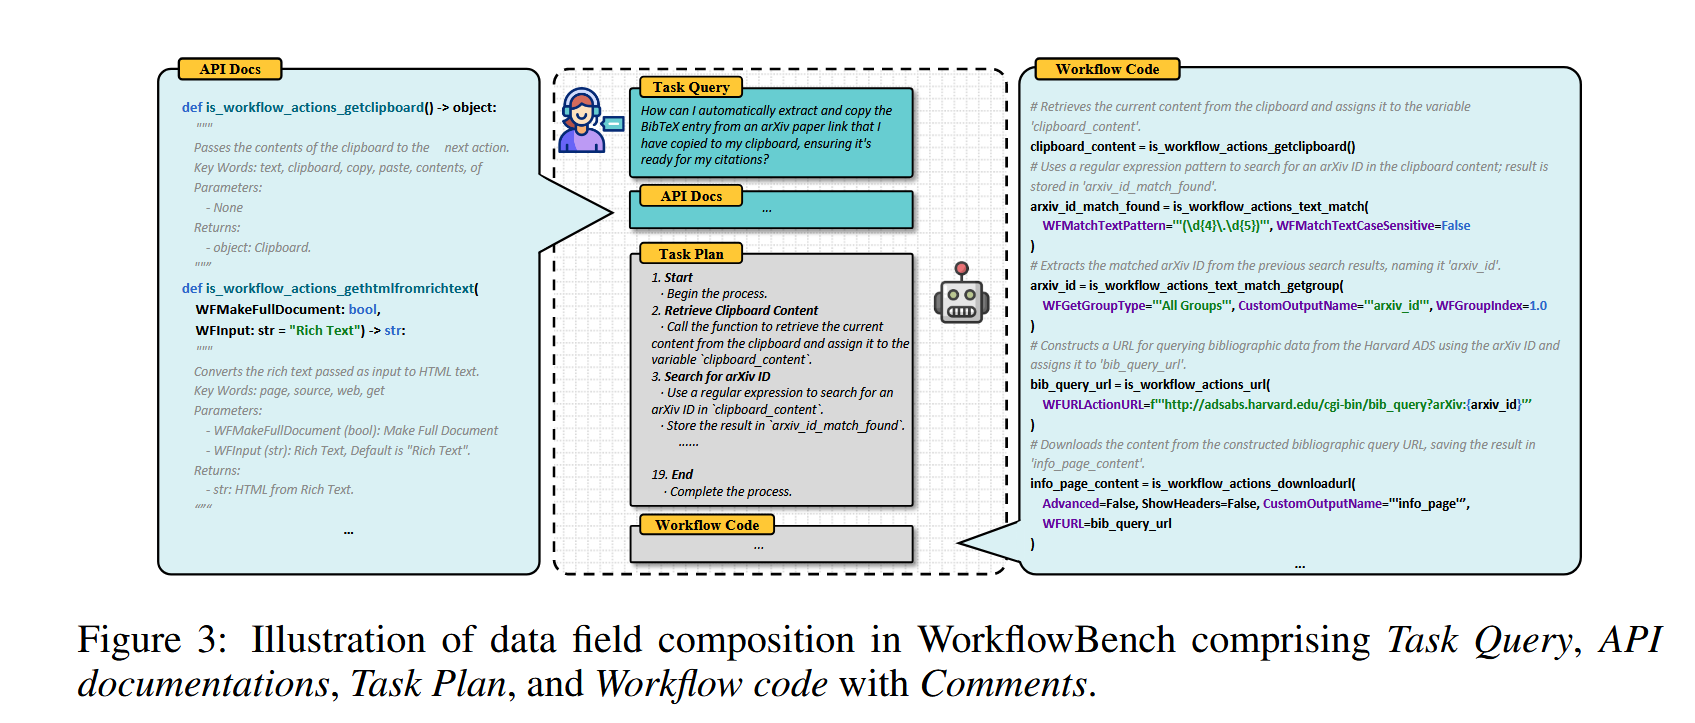 API Docs
def is_workflow_actions_getclipboard() -> object:
"""
Passes the contents of the clipboard to the next action.
Key Words: text, clipboard, copy, paste, contents, of
Parameters:
- None
Returns:
- object: Clipboard.
"""
def is_workflow_actions_gethtmlfromrichtext(
WFMakeFullDocument: bool,
WFInput: str = "Rich Text") -> str:
"""
Converts the rich text passed as input to HTML text.
Key Words: page, source, web, get
Parameters:
- WFMakeFullDocument (bool): Make Full Document
- WFInput (str): Rich Text, Default is "Rich Text".
Returns:
- str: HTML from Rich Text.
"""
...
Task Query
How can I automatically extract and copy the
BibTeX entry from an arXiv paper link that I
have copied to my clipboard, ensuring it's
ready for my citations?
API Docs
...
Task Plan
1. Start
· Begin the process.
2. Retrieve Clipboard Content
· Call the function to retrieve the current
content from the clipboard and assign it to the
variable `clipboard_content`.
3. Search for arXiv ID
· Use a regular expression to search for an
arXiv ID in `clipboard_content`.
· Store the result in `arxiv_id_match_found`.
......
19. End
· Complete the process.
Workflow Code
...
Workflow Code
# Retrieves the current content from the clipboard and assigns it to the variable
'clipboard_content'.
clipboard_content = is_workflow_actions_getclipboard()
# Uses a regular expression pattern to search for an arXiv ID in the clipboard content; result is
stored in 'arxiv_id_match_found'.
arxiv_id_match_found = is_workflow_actions_text_match(
WFMatchTextPattern='''(\d{4}\.\d{5})''', WFMatchTextCaseSensitive=False
)
# Extracts the matched arXiv ID from the previous search results, naming it 'arxiv_id'.
arxiv_id = is_workflow_actions_text_match_getgroup(
WFGetGroupType='''All Groups''', CustomOutputName='''arxiv_id''', WFGroupIndex=1.0
)
# Constructs a URL for querying bibliographic data from the Harvard ADS using the arXiv ID and
assigns it to 'bib_query_url'.
bib_query_url = is_workflow_actions_url(
WFURLActionURL=f'''http://adsabs.harvard.edu/cgi-bin/bib_query?arXiv:{arxiv_id}'''
)
# Downloads the content from the constructed bibliographic query URL, saving the result in
'info_page_content'.
info_page_content = is_workflow_actions_downloadurl(
Advanced=False, ShowHeaders=False, CustomOutputName='''info_page''',
WFURL=bib_query_url
)
...
Figure 3: Illustration of data field composition in WorkflowBench comprising Task Query, API
documentations, Task Plan, and Workflow code with Comments.